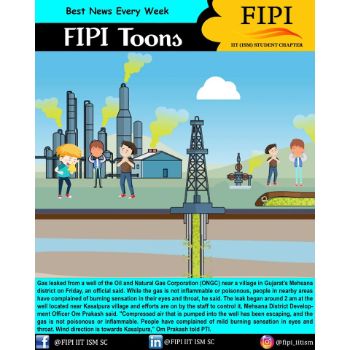 Best News Every Week
FIPI Toons
FIPI
IIT (ISM) STUDENT CHAPTER
Gas leaked from a well of the Oil and Natural Gas Corporation (ONGC) near a village in Gujarat's Mehsana
district on Friday, an official said. While the gas is not inflammable or poisonous, people in nearby areas
have complained of burning sensation in their eyes and throat, he said. The leak began around 2 am at the
well located near Kasalpura village and efforts are on by the staff to control it, Mehsana District Develop-
ment Officer Om Prakash said. "Compressed air that is pumped into the well has been escaping, and the
gas is not poisonous or inflammable. People have complained of mild burning sensation in eyes and
throat. Wind direction is towards Kasalpura," Om Prakash told PTI.
@FIPI IIT ISM SC
@FIPI IIT ISM SC
@fipi_iitism